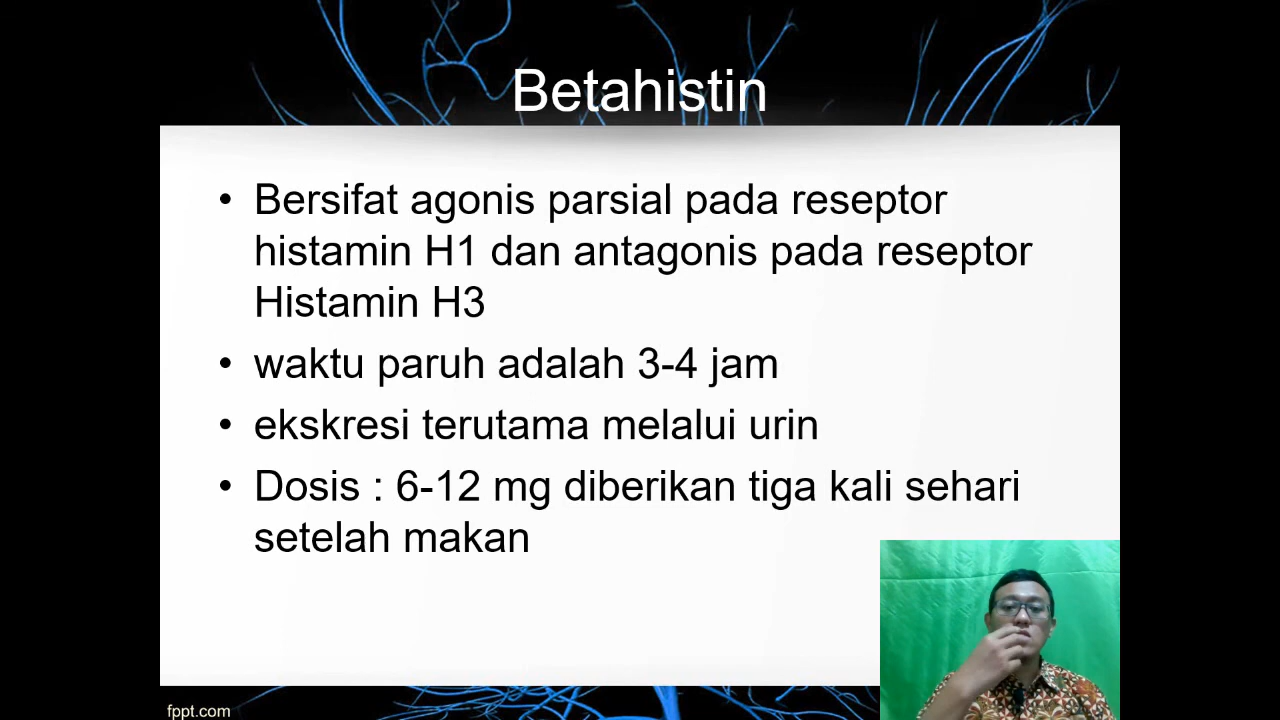 Betahistin
• Bersifat agonis parsial pada reseptor
histamin H1 dan antagonis pada reseptor
Histamin H3
• waktu paruh adalah 3-4 jam
• ekskresi terutama melalui urin
• Dosis : 6-12 mg diberikan tiga kali sehari
setelah makan
fppt.com